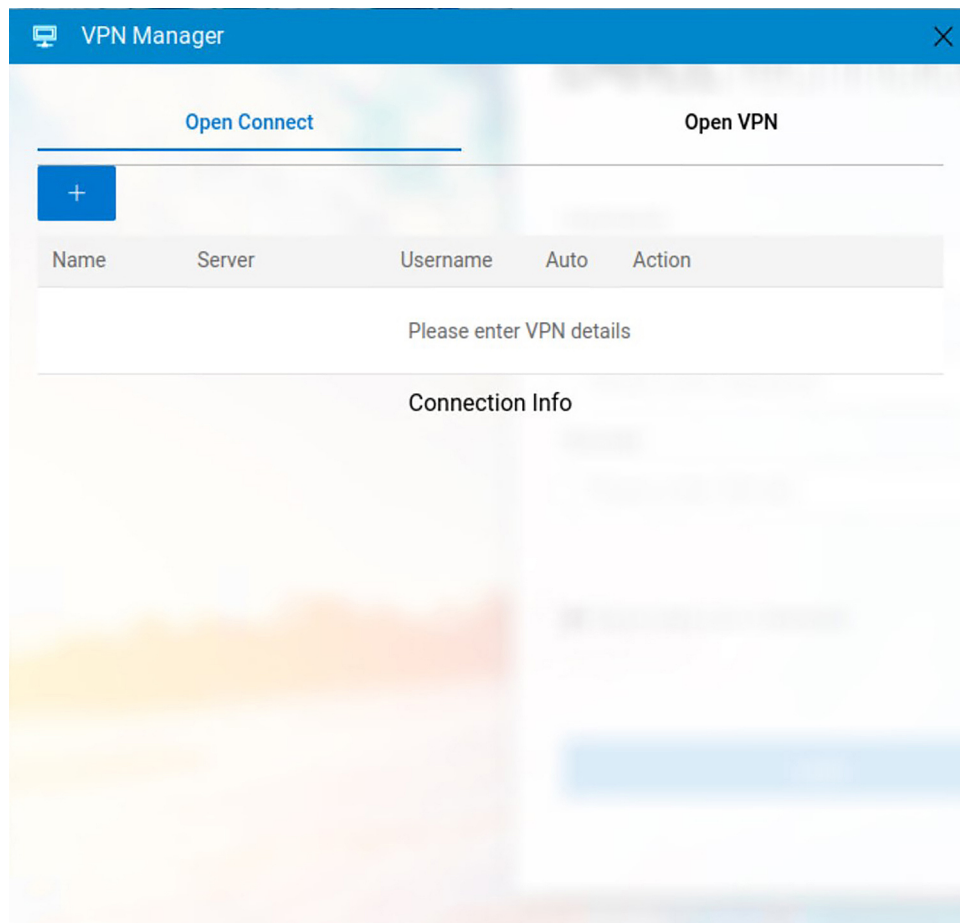 VPN Manager
Open Connect Open VPN
+
Name Server Username Auto Action
Please enter VPN details
Connection Info